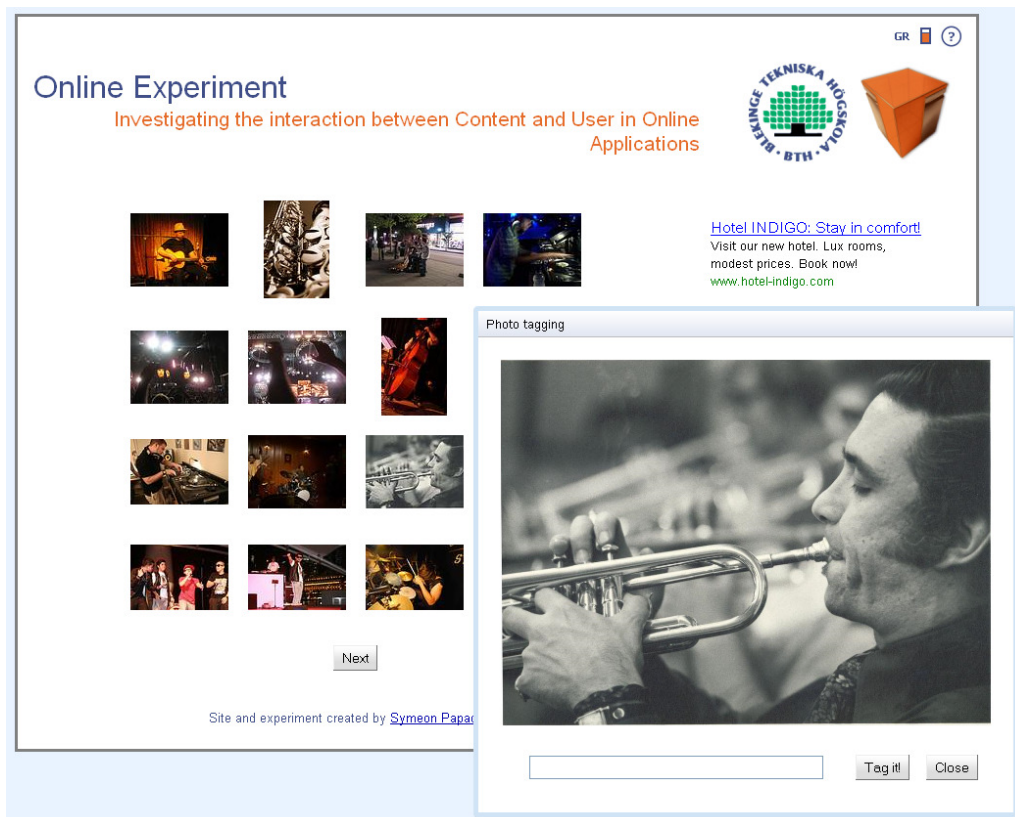 GR
?
Online Experiment
Investigating the interaction between Content and User in Online
Applications
BLEKINGE TEKNISKA HÖGSKOLA
BTH
Hotel INDIGO: Stay in comfort!
Visit our new hotel. Lux rooms,
modest prices. Book now!
www.hotel-indigo.com
Photo tagging
Tag it!
Close
Next
Site and experiment created by Symeon